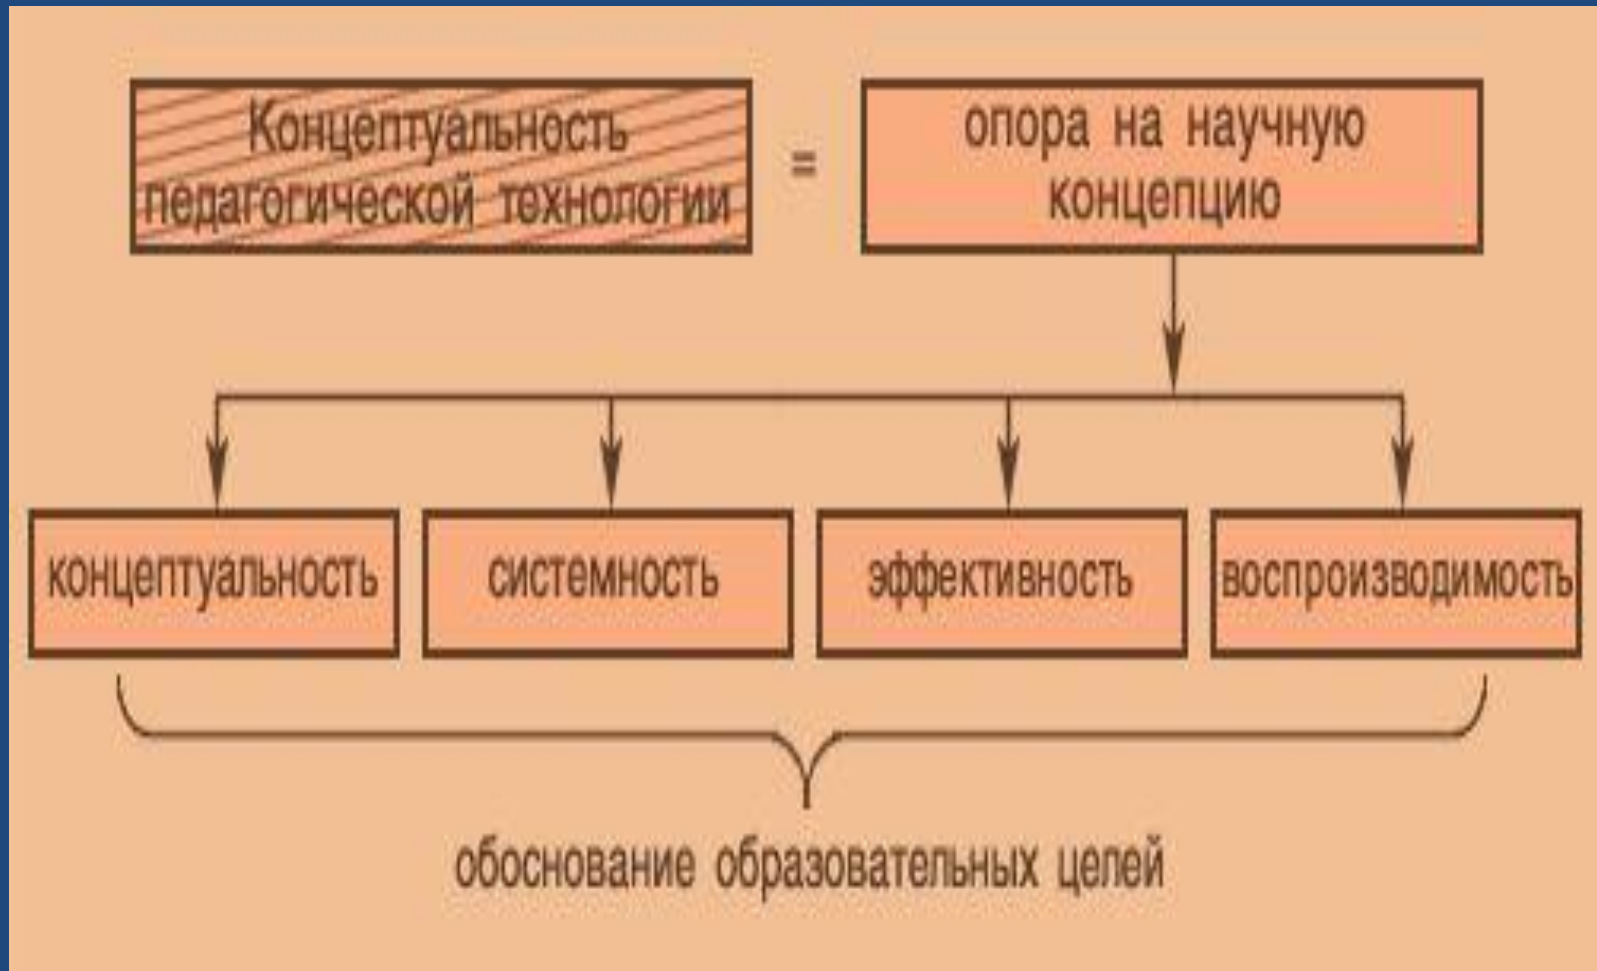 Концептуальность
педагогической технологии
=
опора на научную
концепцию
концептуальность
системность
эффективность
воспроизводимость
обоснование образовательных целей